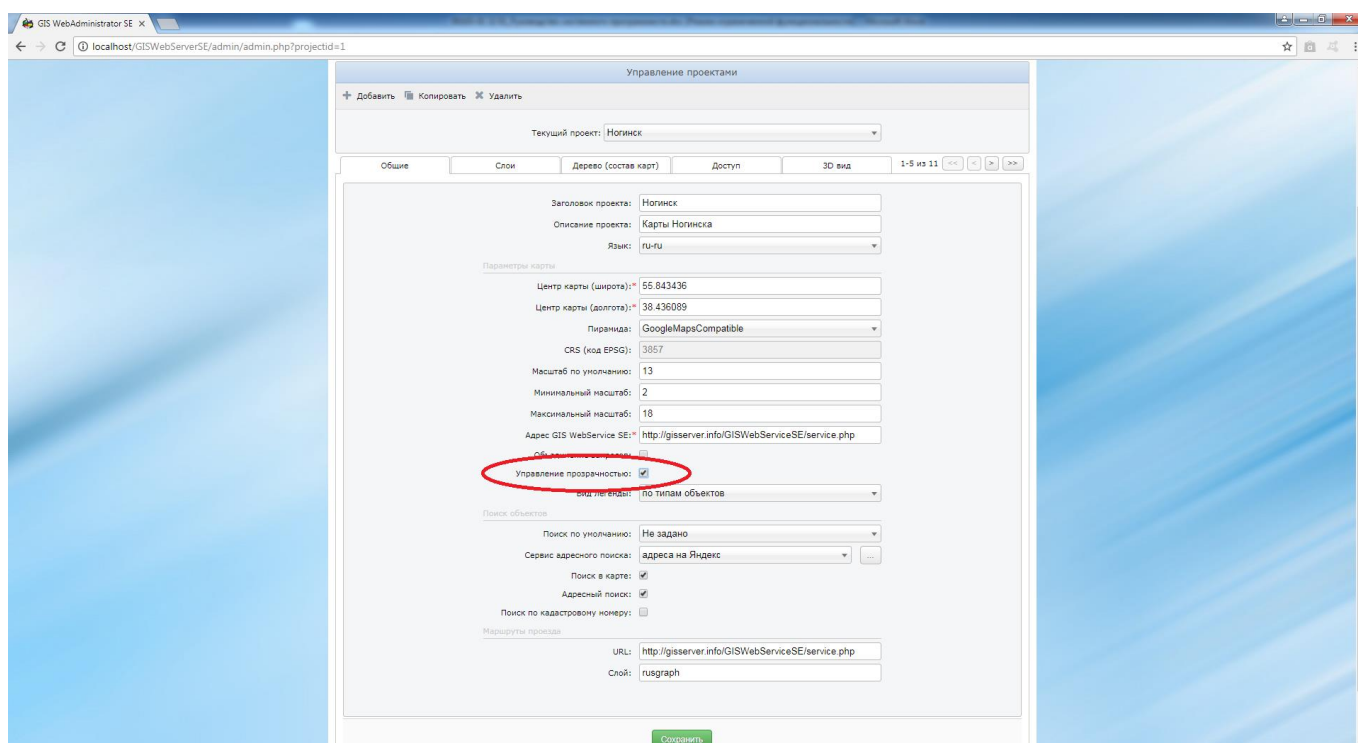 GIS WebAdministrator SE
localhost/GISWebServerSE/admin/admin.php?projectid=1
Управление проектами
Добавить Копировать Удалить
Текущий проект: Ногинск
Общие Слои Дерево (состав карт) Доступ 3D вид 1-5 из 11 << < > >>
Заголовок проекта: Ногинск
Описание проекта: Карты Ногинска
Язык: ru-ru
Параметры карты
Центр карты (широта):* 55.843436
Центр карты (долгота):* 38.436089
Пирамида: GoogleMapsCompatible
CRS (код EPSG): 3857
Масштаб по умолчанию: 13
Минимальный масштаб: 2
Максимальный масштаб: 18
Адрес GIS WebService SE:* http://gisserver.info/GISWebServiceSE/service.php
Управление прозрачностью:
Вид легенды: по типам объектов
Поиск объектов
Поиск по умолчанию: Не задано
Сервис адресного поиска: адреса на Яндекс ...
Поиск в карте:
Адресный поиск:
Поиск по кадастровому номеру:
Маршруты проезда
URL: http://gisserver.info/GISWebServiceSE/service.php
Слой: rusgraph
Сохранить